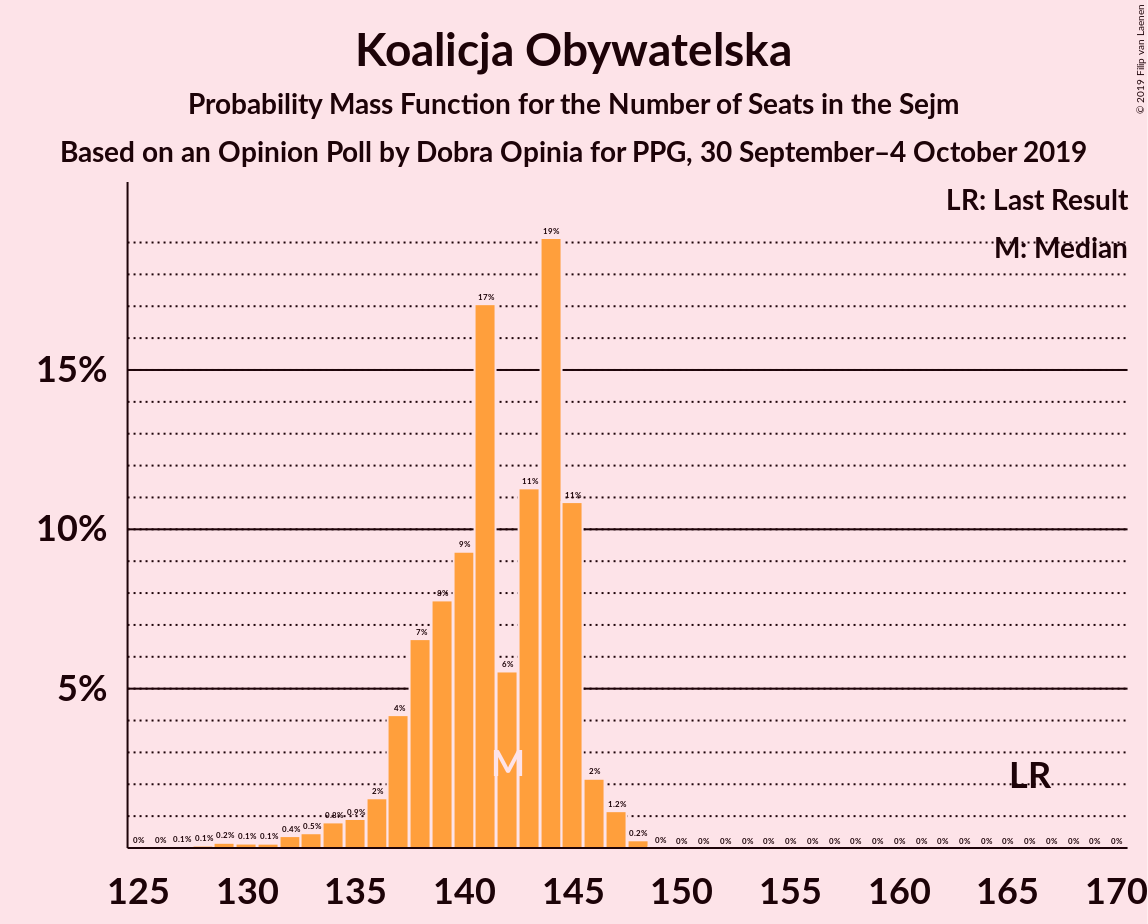 Koalicja Obywatelska
Probability Mass Function for the Number of Seats in the Sejm
Based on an Opinion Poll by Dobra Opinia for PPG, 30 September–4 October 2019
© 2019 Filip van Laenen
LR: Last Result
M: Median
15%
10%
5%
0% 0% 0.1% 0.1% 0.2% 0.1% 0.1% 0.4% 0.5% 0.8% 0.9% 2% 4% 7% 8% 9% 17% 6% 11% 19% 11% 2% 1.2% 0.2% 0% 0% 0% 0% 0% 0% 0% 0% 0% 0% 0% 0% 0% 0% 0% 0% 0% 0% 0% 0% 0% 0%
M
LR
125 130 135 140 145 150 155 160 165 170